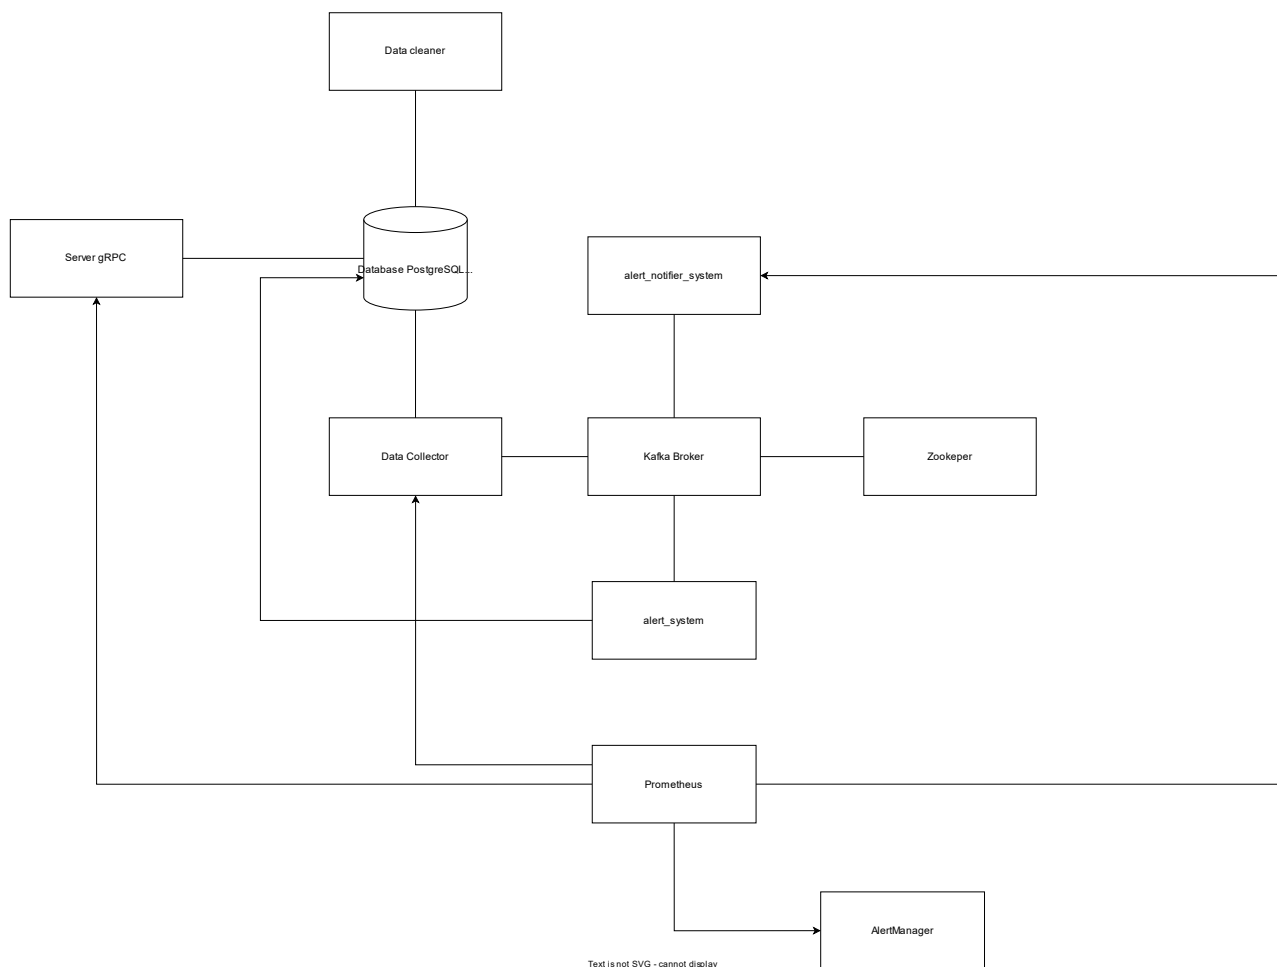 Data cleaner
Server gRPC
Database PostgreSQL...
alert_notifier_system
Data Collector
Kafka Broker
Zookeper
alert_system
Prometheus
AlertManager
Text is not SVG - cannot display